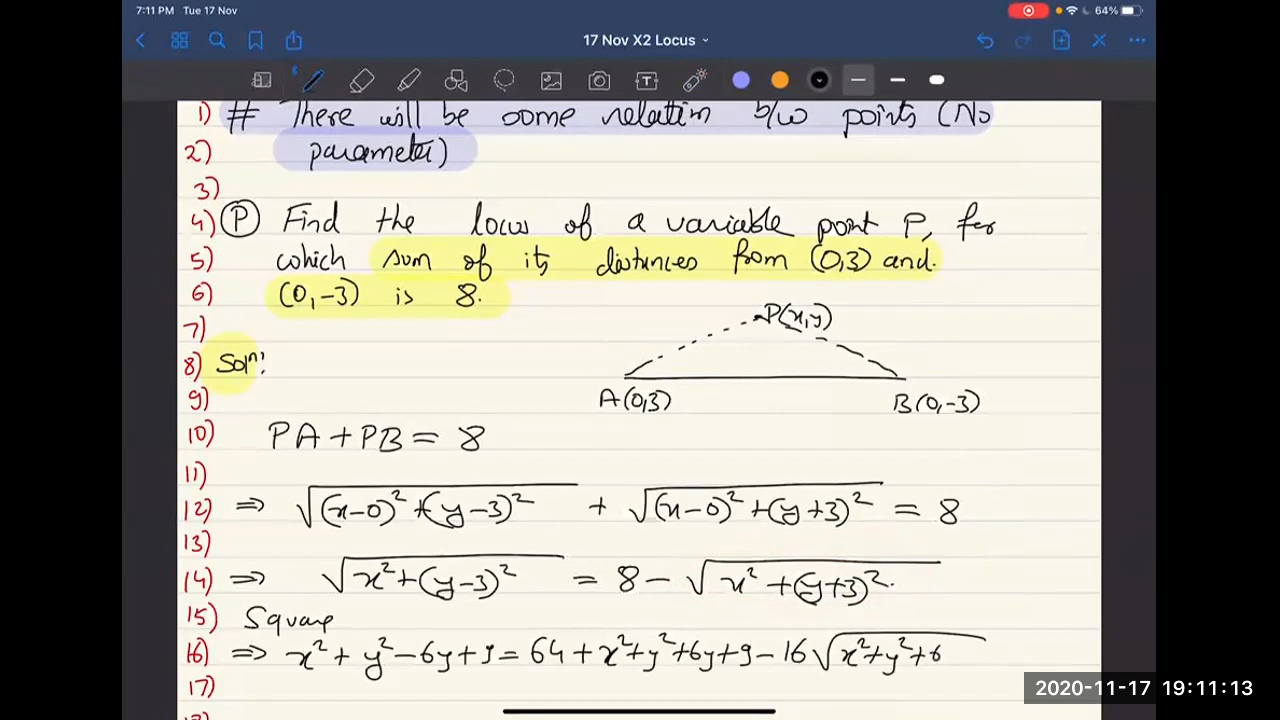 7:11 PM Tue 17 Nov
64%
17 Nov X2 Locus
1) # There will be some relation b/w points (No
2) parameter)
3)
4) (P) Find the locus of a variable point P, for
5) which sum of its distances from (0,3) and
6) (0,-3) is 8.
7) P(x,y)
8) Soln:
9) A(0,3) B(0,-3)
10) PA + PB = 8
11)
12) ⇒ √(x-0)² + (y-3)² + √(x-0)² + (y+3)² = 8
13)
14) ⇒ √x² + (y-3)² = 8 - √x² + (y+3)².
15) Square
16) ⇒ x² + y² - 6y + 9 = 64 + x² + y² + 6y + 9 - 16√x² + y² + 6
17)
2020-11-17 19:11:13